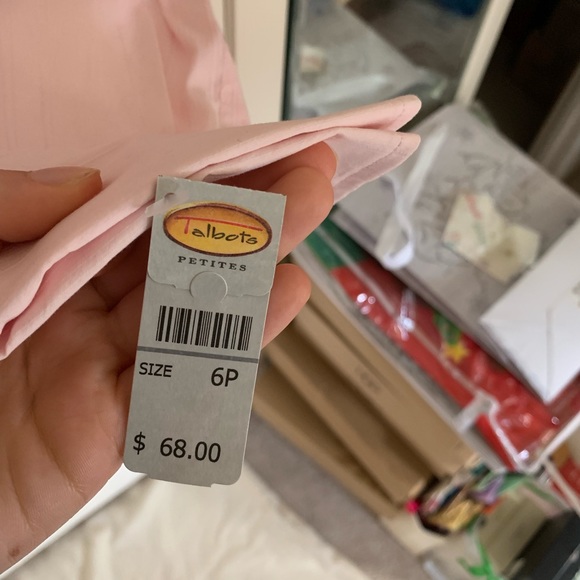 Talbots
PETITES
SIZE 6P
$ 68.00